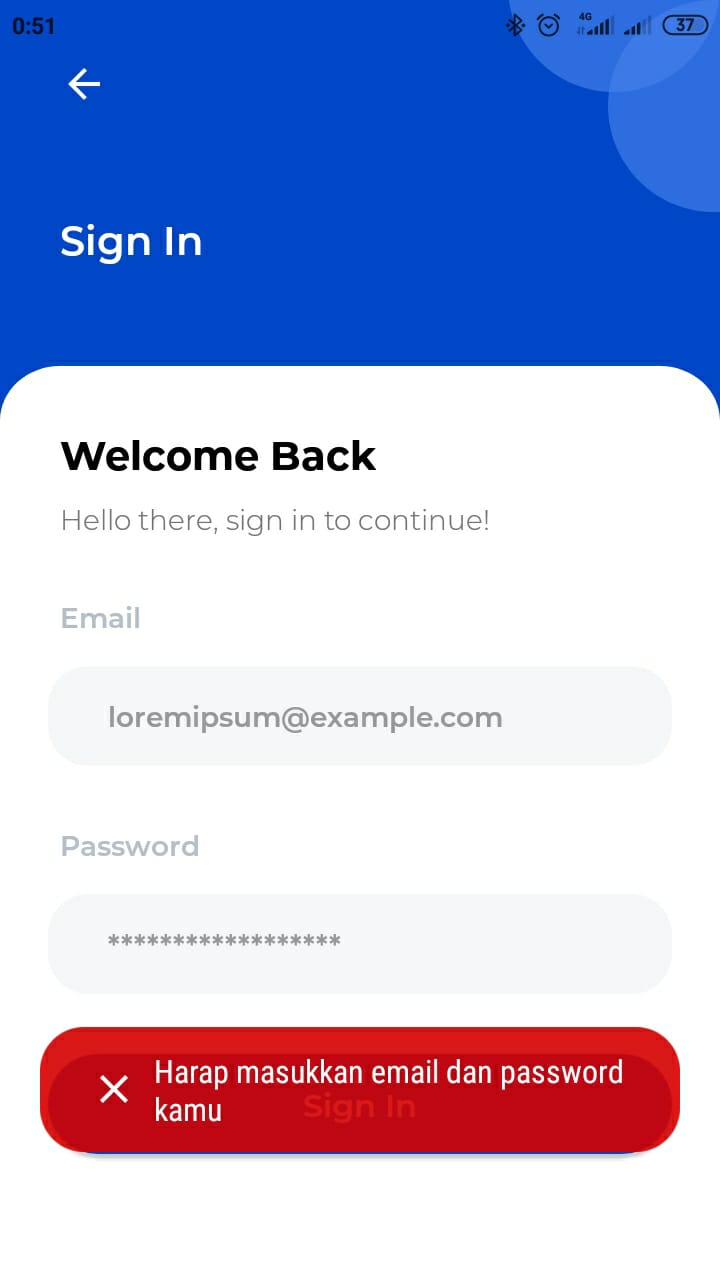 0:51
4G
37
Sign In
Welcome Back
Hello there, sign in to continue!
Email
loremipsum@example.com
Password
******************
Harap masukkan email dan password
kamu
Sign In